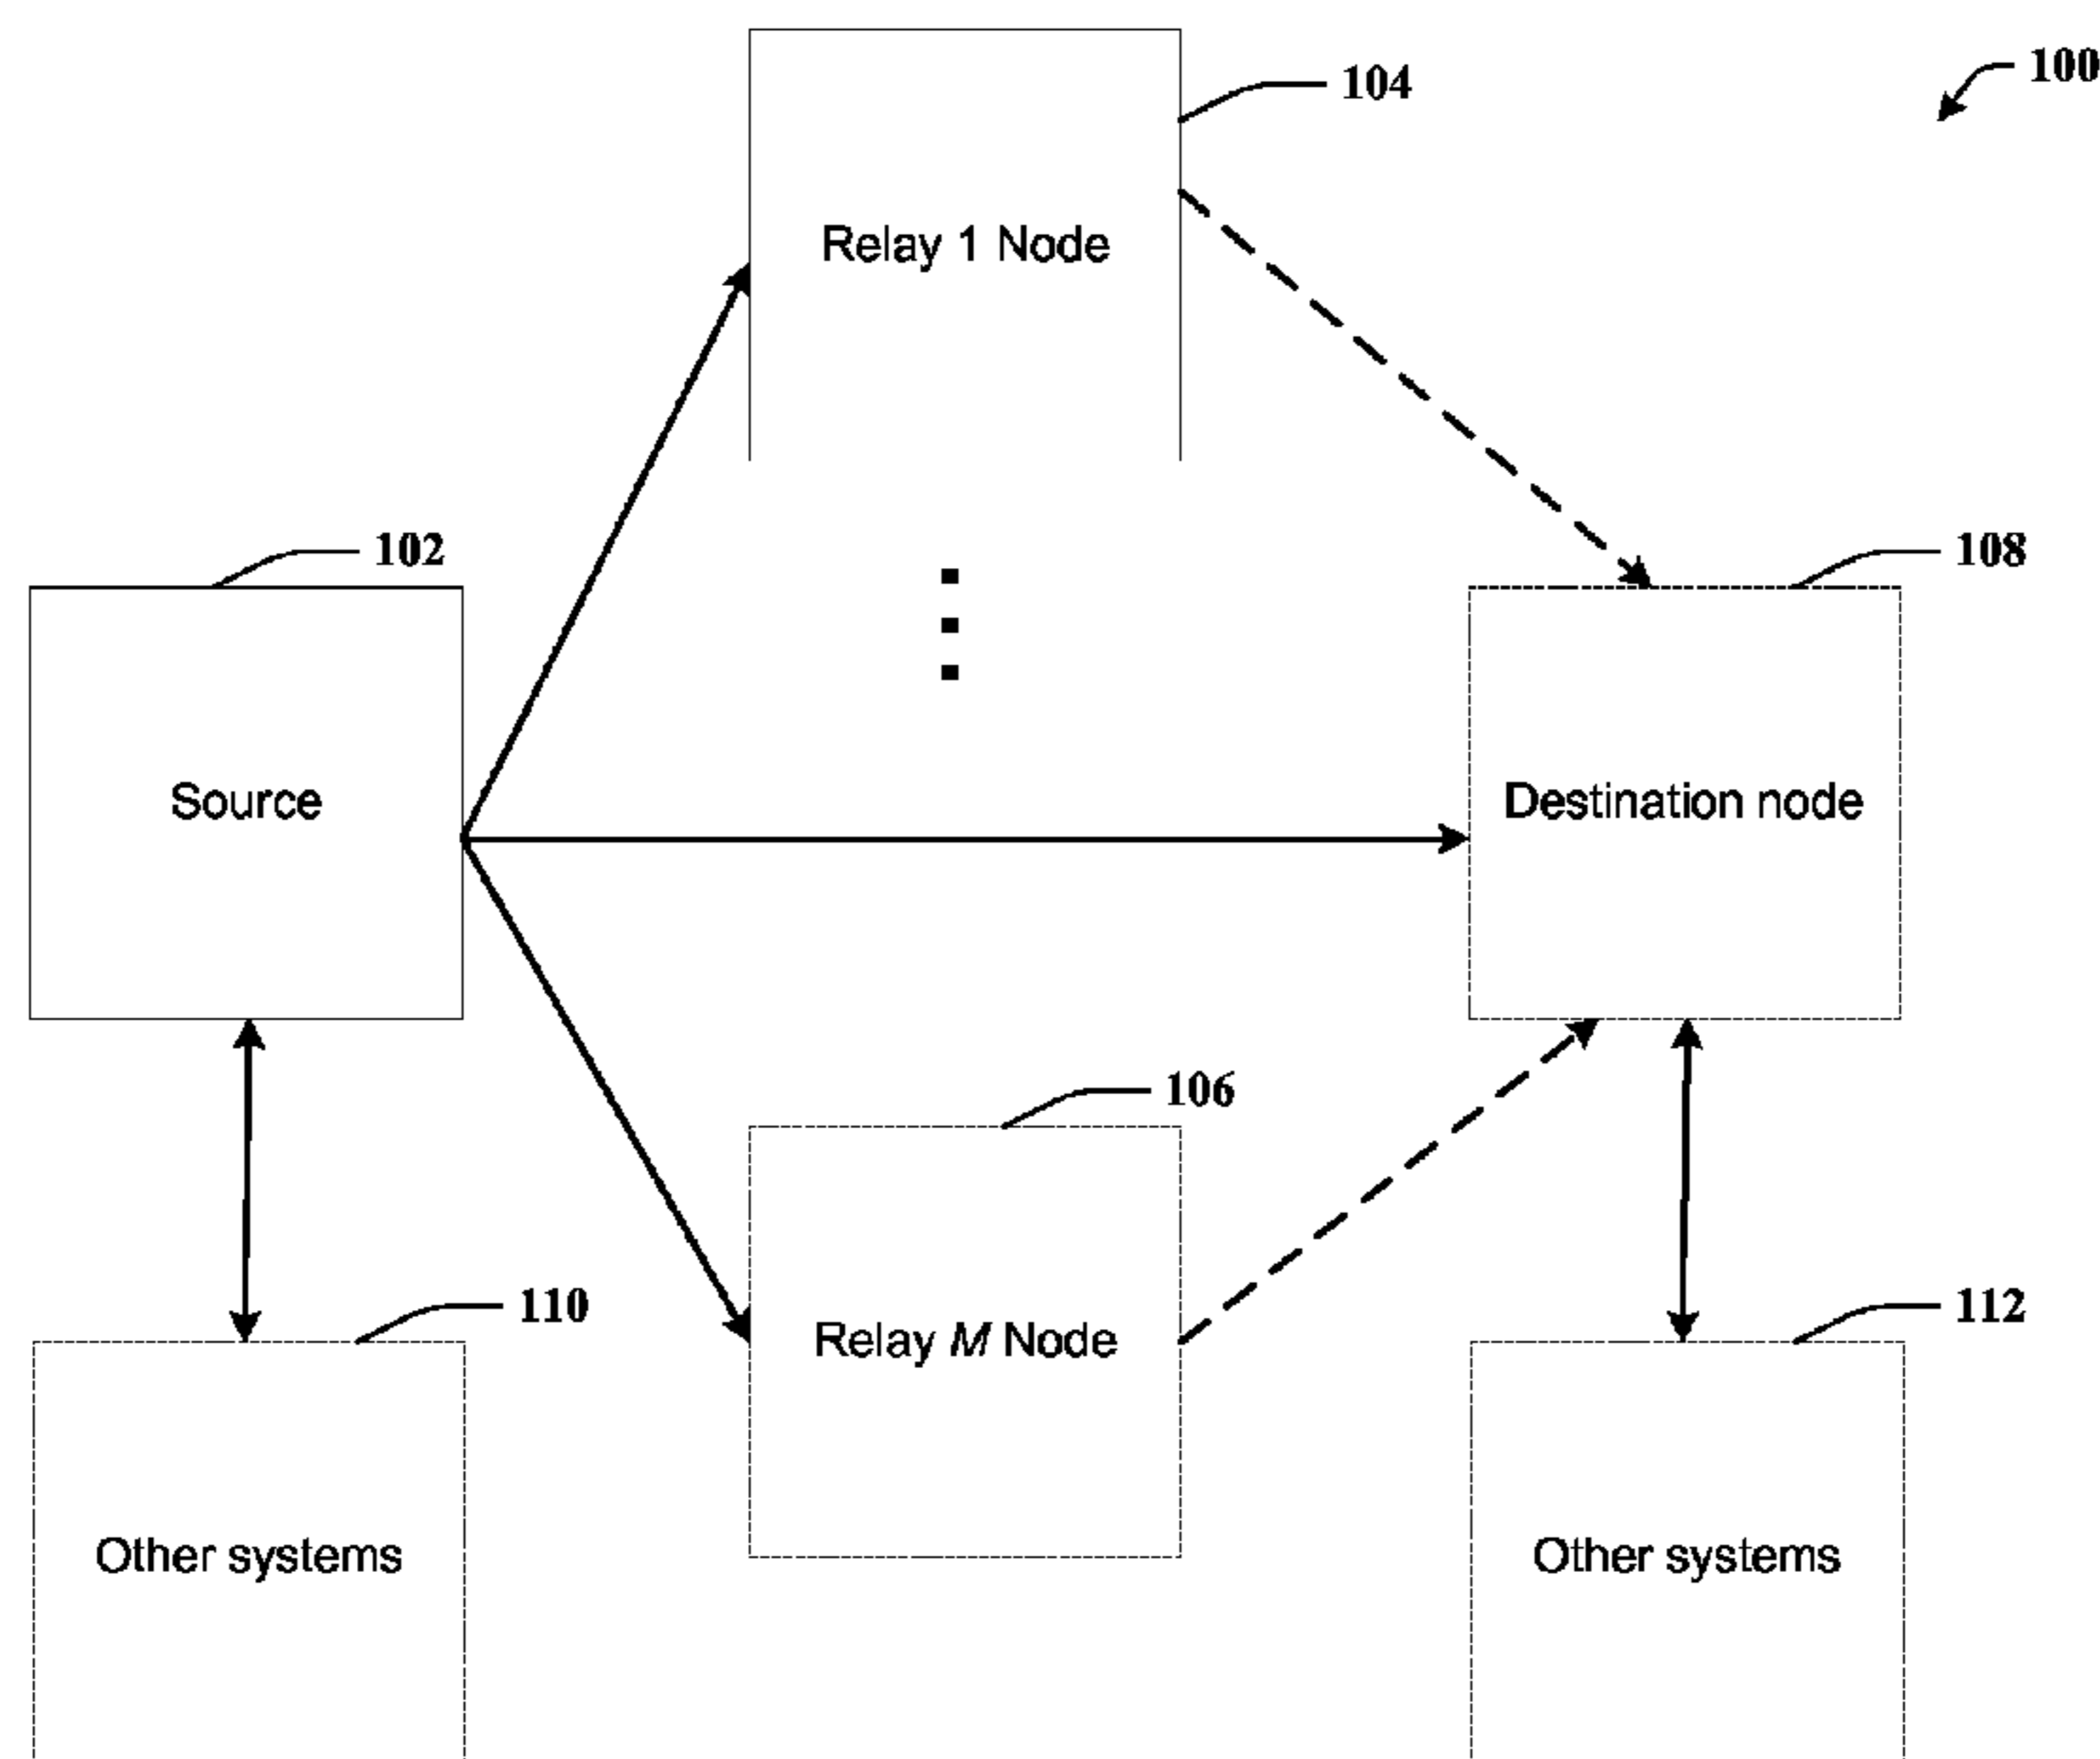 100
104
Relay 1 Node
102
108
Source
Destination node
106
110
112
Relay M Node
Other systems
Other systems